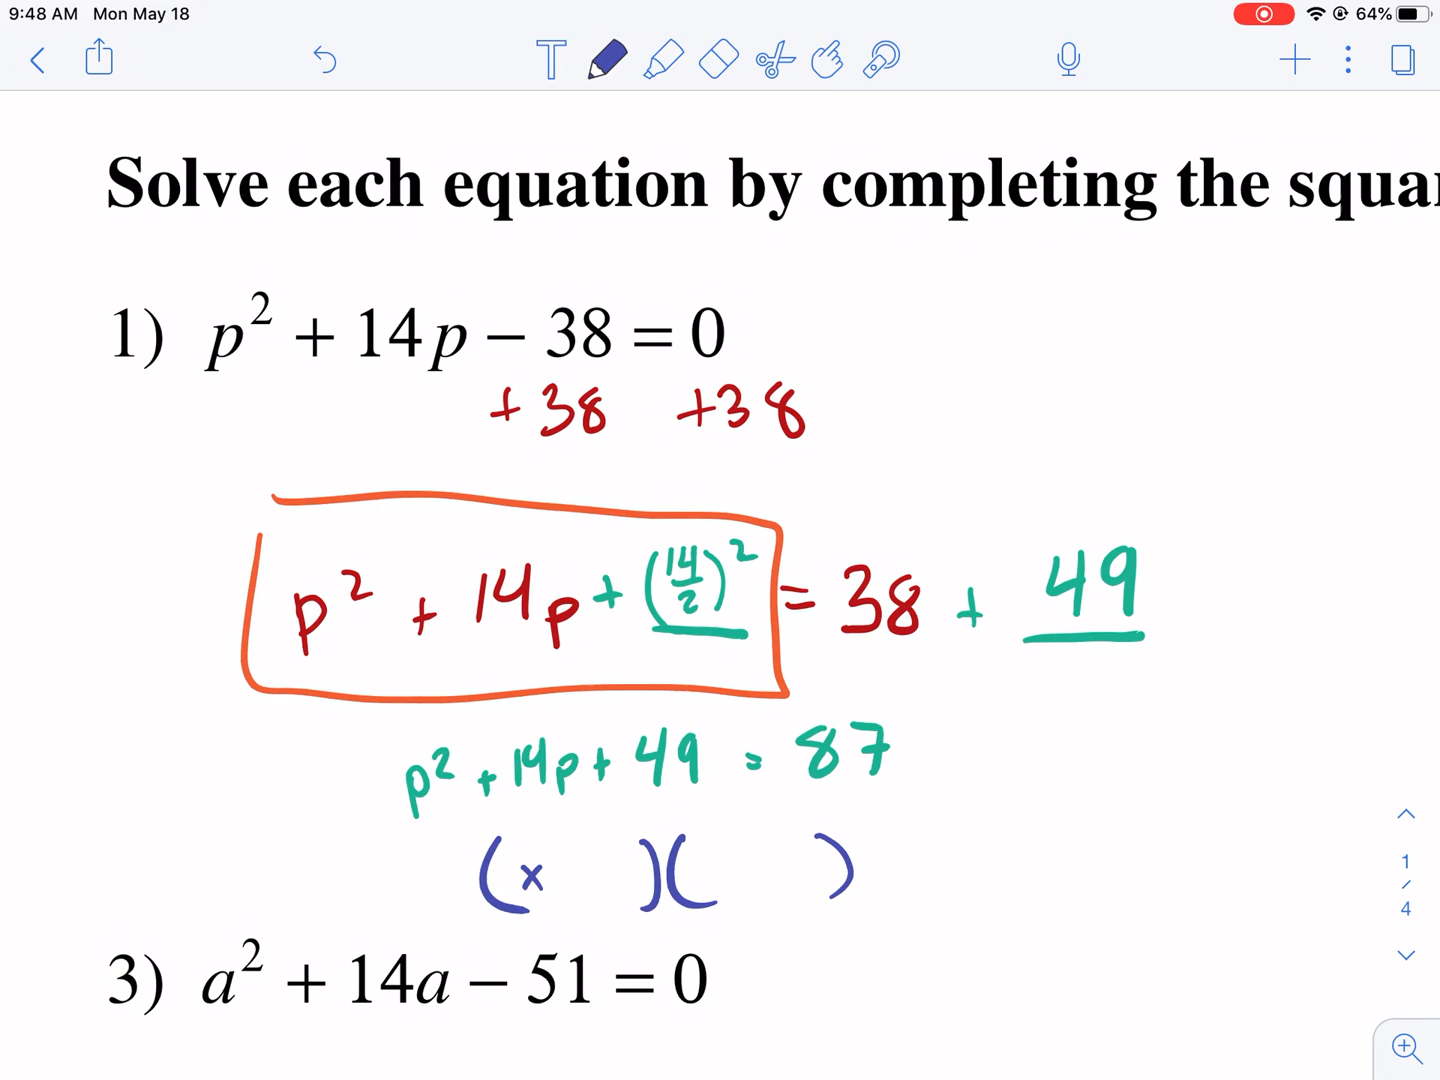 9:48 AM Mon May 18 64%
T
Solve each equation by completing the squar
1) p² + 14p − 38 = 0
+ 38 +38
p² + 14p + (14/2)² = 38 + 49
p² + 14p + 49 = 87
(x )( )
1
/
4
3) a² + 14a − 51 = 0